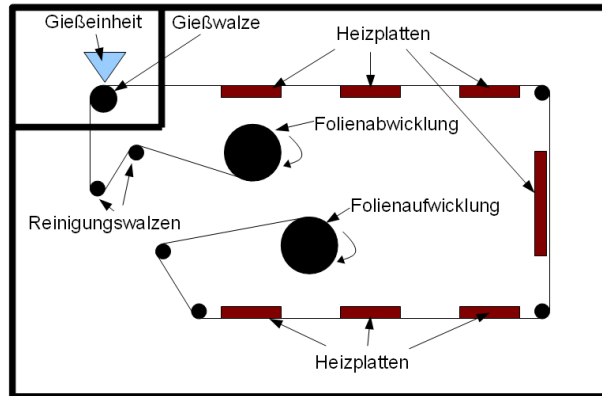 Gießeinheit
Gießwalze
Heizplatten
Folienabwicklung
Reinigungswalzen
Folienaufwicklung
Heizplatten